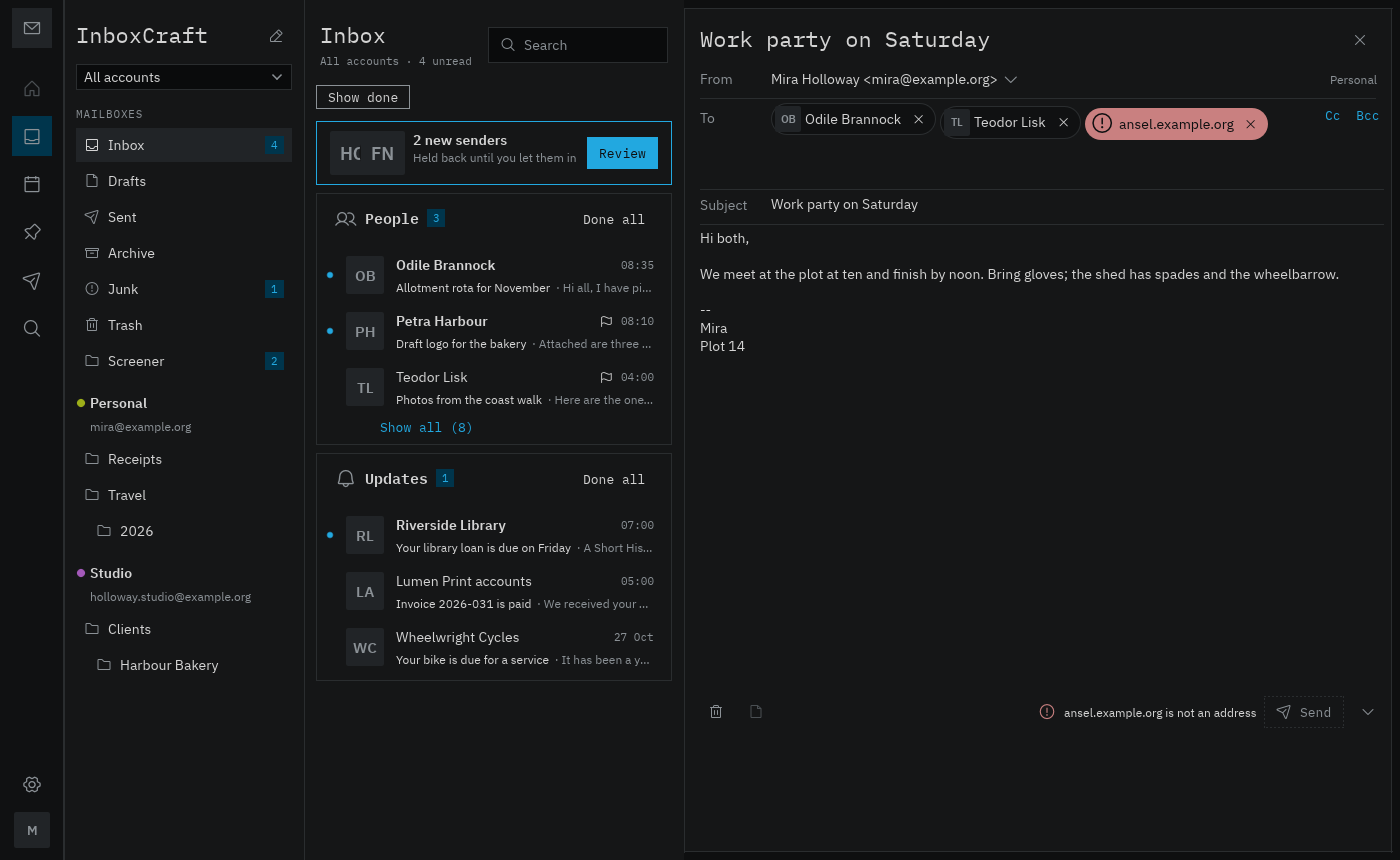 InboxCraft
All accounts
MAILBOXES
Inbox 4
Drafts
Sent
Archive
Junk 1
Trash
Screener 2
Personal
mira@example.org
Receipts
Travel
2026
Studio
holloway.studio@example.org
Clients
Harbour Bakery
M
Inbox
All accounts · 4 unread
Search
Show done
FN
2 new senders
Held back until you let them in
Review
People 3 Done all
OB Odile Brannock 08:35
Allotment rota for November · Hi all, I have pi…
PH Petra Harbour 08:10
Draft logo for the bakery · Attached are three …
TL Teodor Lisk 04:00
Photos from the coast walk · Here are the one…
Show all (8)
Updates 1 Done all
RL Riverside Library 07:00
Your library loan is due on Friday · A Short His…
LA Lumen Print accounts 05:00
Invoice 2026-031 is paid · We received your …
WC Wheelwright Cycles 27 Oct
Your bike is due for a service · It has been a y…
Work party on Saturday
From Mira Holloway <mira@example.org> Personal
To OB Odile Brannock TL Teodor Lisk ansel.example.org Cc Bcc
Subject Work party on Saturday
Hi both,
We meet at the plot at ten and finish by noon. Bring gloves; the shed has spades and the wheelbarrow.
--
Mira
Plot 14
ansel.example.org is not an address Send